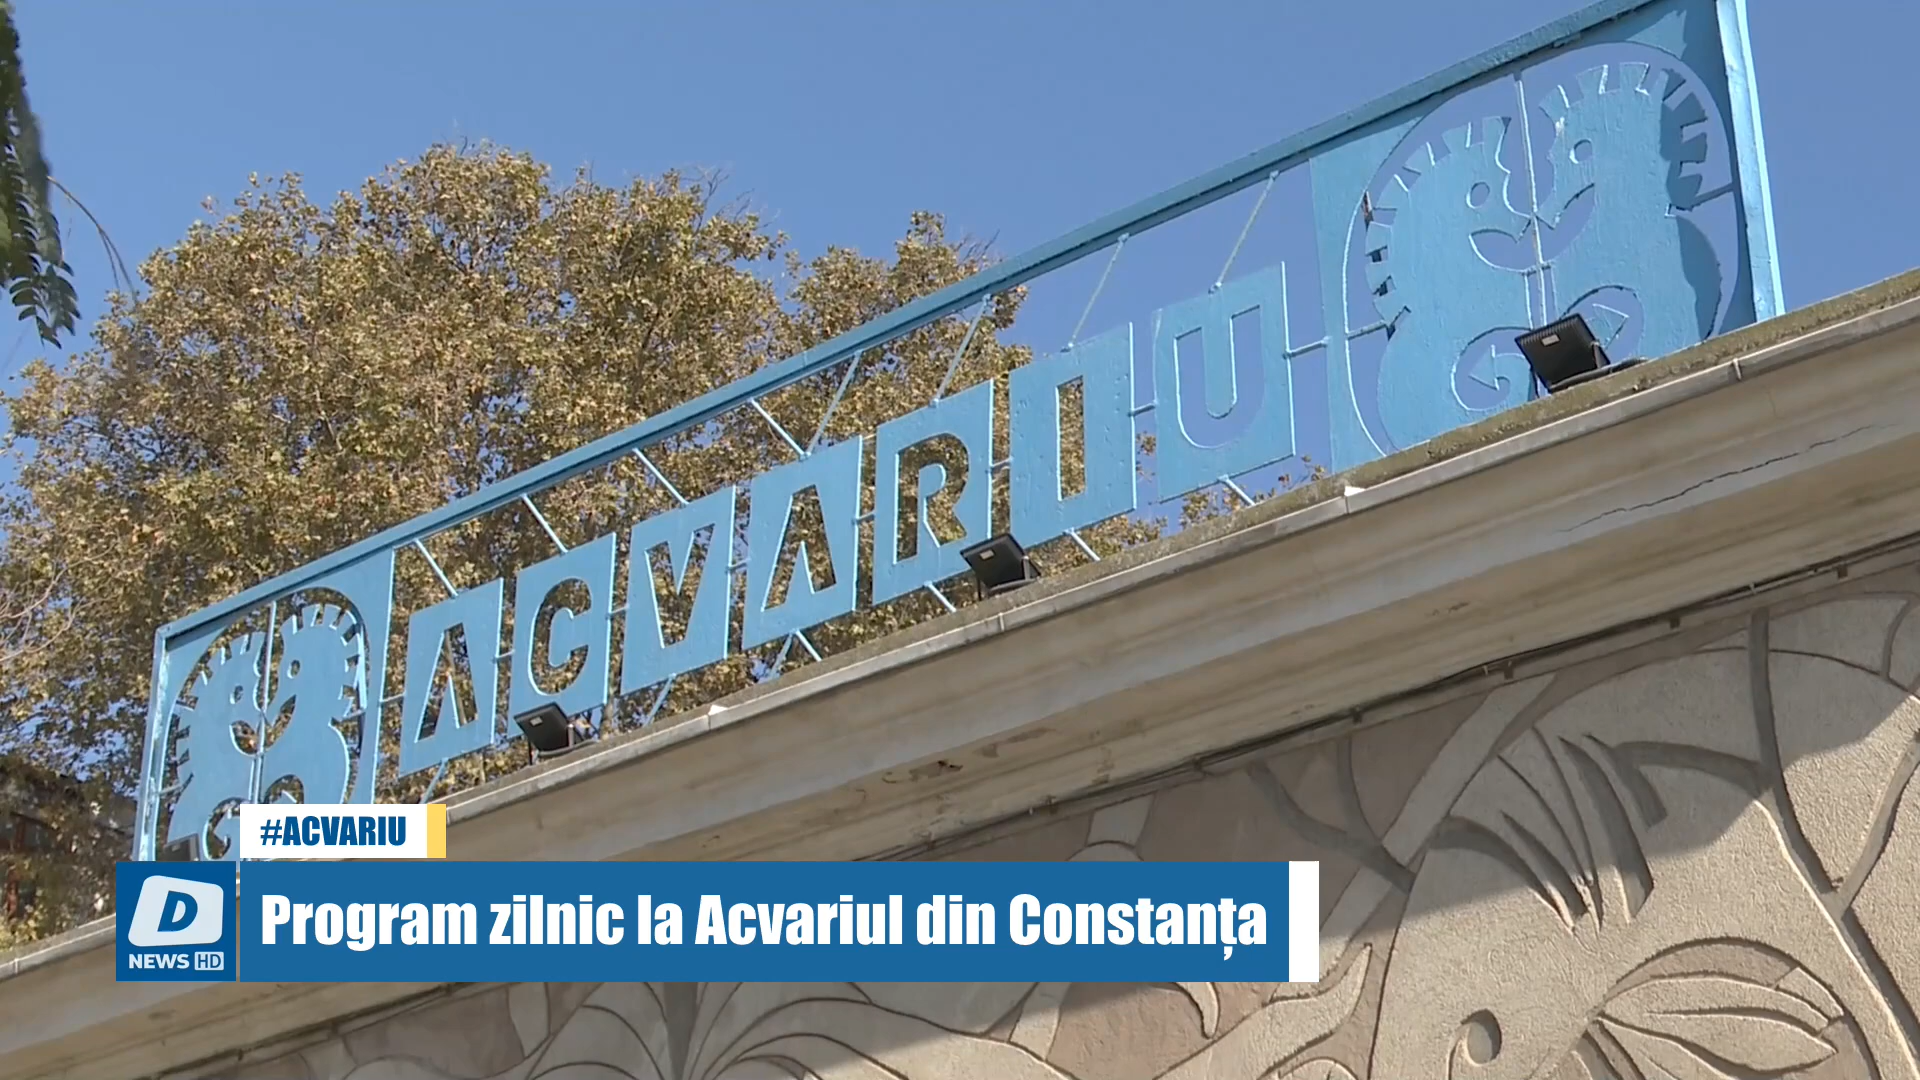 ACVARIU
#ACVARIU
D
NEWS HD
Program zilnic la Acvariul din Constanța